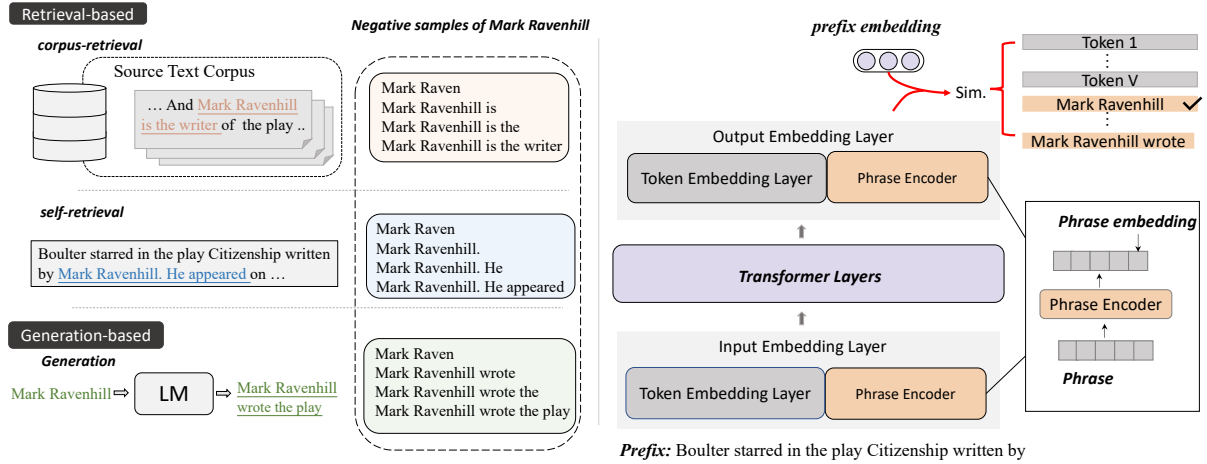 Retrieval-based
corpus-retrieval
Source Text Corpus
… And Mark Ravenhill
is the writer of the play ..
Negative samples of Mark Ravenhill
Mark Raven
Mark Ravenhill is
Mark Ravenhill is the
Mark Ravenhill is the writer
self-retrieval
Boulter starred in the play Citizenship written
by Mark Ravenhill. He appeared on …
Mark Raven
Mark Ravenhill.
Mark Ravenhill. He
Mark Ravenhill. He appeared
Generation-based
Generation
Mark Ravenhill
LM
Mark Ravenhill
wrote the play
Mark Raven
Mark Ravenhill wrote
Mark Ravenhill wrote the
Mark Ravenhill wrote the play
prefix embedding
Sim.
Token 1
Token V
Mark Ravenhill
Mark Ravenhill wrote
Output Embedding Layer
Token Embedding Layer
Phrase Encoder
Transformer Layers
Input Embedding Layer
Token Embedding Layer
Phrase Encoder
Phrase embedding
Phrase Encoder
Phrase
Prefix: Boulter starred in the play Citizenship written by